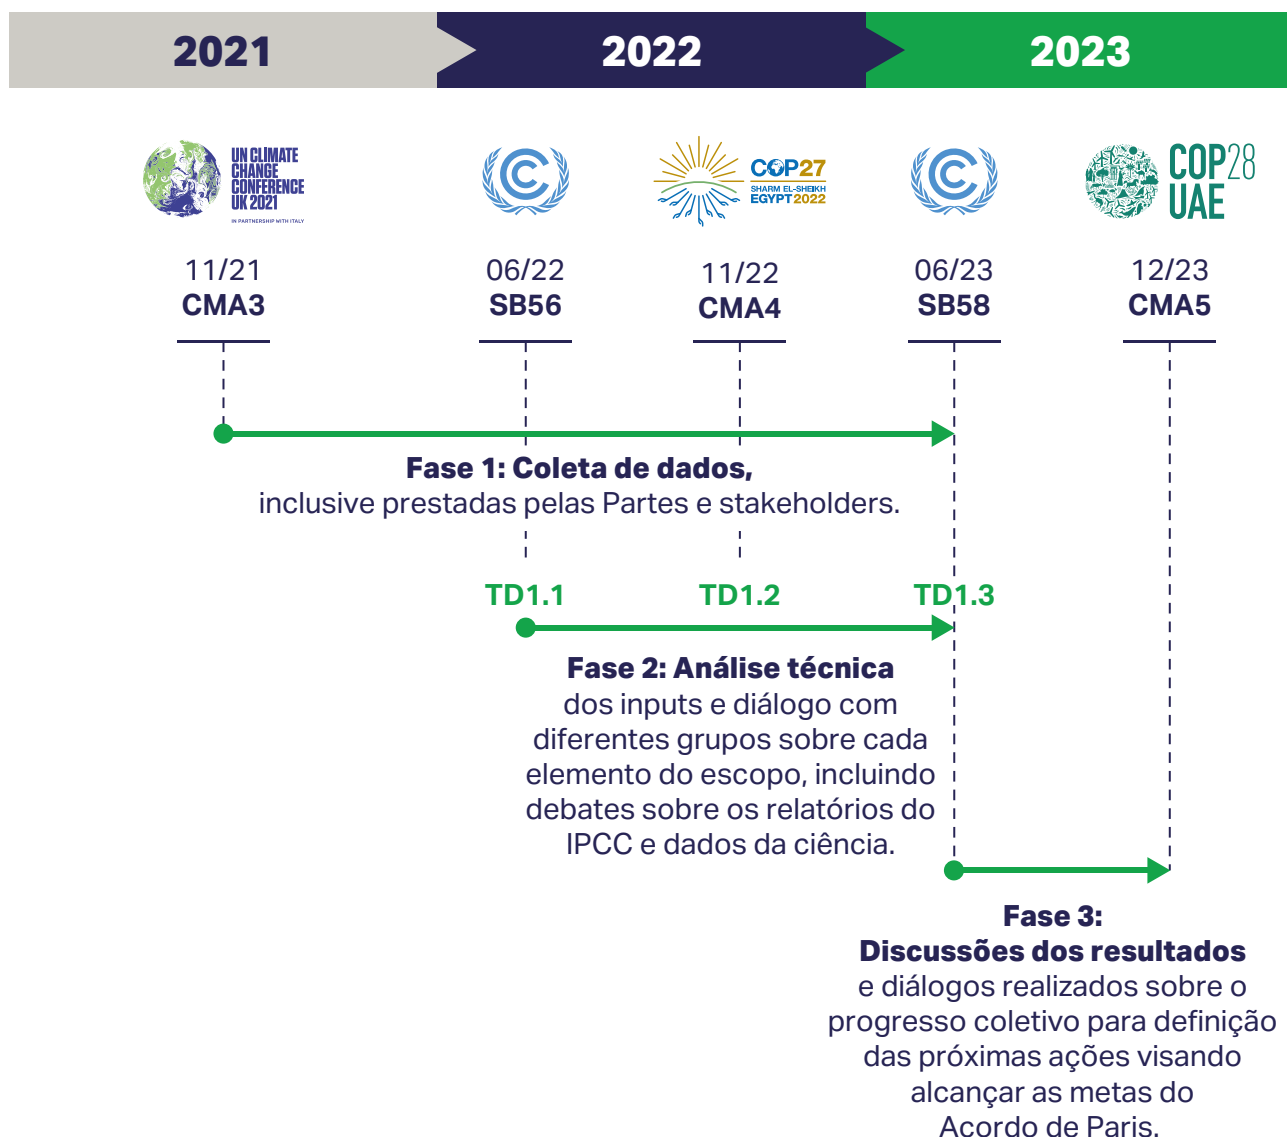 2021
2022
2023
UN CLIMATE
CHANGE
CONFERENCE
UK 2021
IN PARTNERSHIP WITH ITALY
COP27
SHARM EL-SHEIKH
EGYPT 2022
COP28
UAE
11/21
CMA3
06/22
SB56
11/22
CMA4
06/23
SB58
12/23
CMA5
Fase 1: Coleta de dados,
inclusive prestadas pelas Partes e stakeholders.
TD1.1
TD1.2
TD1.3
Fase 2: Análise técnica
dos inputs e diálogo com
diferentes grupos sobre cada
elemento do escopo, incluindo
debates sobre os relatórios do
IPCC e dados da ciência.
Fase 3:
Discussões dos resultados
e diálogos realizados sobre o
progresso coletivo para definição
das próximas ações visando
alcançar as metas do
Acordo de Paris.